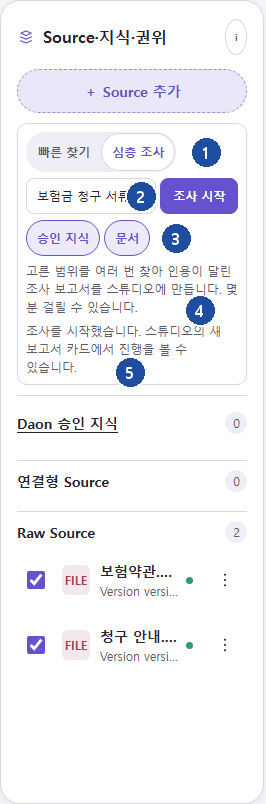 Source·지식·권위
i
+ Source 추가
빠른 찾기
심층 조사
1
보험금 청구 서류
2
조사 시작
승인 지식
문서
3
고른 범위를 여러 번 찾아 인용이 달린
조사 보고서를 스튜디오에 만듭니다. 몇
분 걸릴 수 있습니다.
4
조사를 시작했습니다. 스튜디오의 새
보고서 카드에서 진행을 볼 수
있습니다.
5
Daon 승인 지식
0
연결형 Source
0
Raw Source
2
FILE
보험약관....
Version versi...
FILE
청구 안내....
Version versi...